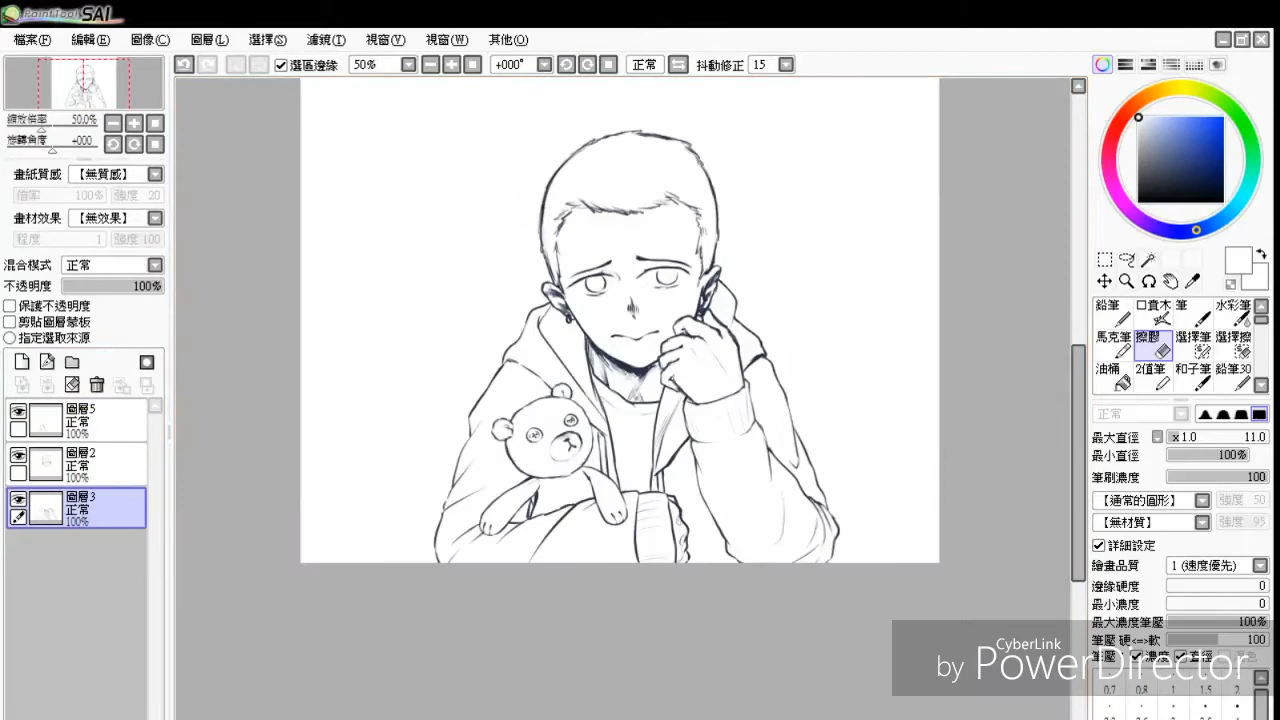 PaintTool SAI
檔案(F) 編輯(E) 圖像(C) 圖層(L) 選擇(S) 濾鏡(T) 視窗(V) 視窗(W) 其他(O)
選區邊緣 50% +000° 正常 抖動修正 15
縮放倍率 50.0%
旋轉角度 +000
畫紙質感 【無質感】
倍率 100% 強度 20
畫材效果 【無效果】
程度 1 強度 100
混合模式 正常
不透明度 100%
保護不透明度
剪貼圖層蒙板
指定選取來源
圖層5
正常
100%
圖層2
正常
100%
圖層3
正常
100%
鉛筆 口賁木 筆 水彩筆
馬克筆 擦膠 選擇筆 選擇擦
油桶 2值筆 和子筆 鉛筆30
正常
最大直徑 x1.0 11.0
最小直徑 100%
筆刷濃度 100
【通常的圓形】 強度 50
【無材質】 強度 95
詳細設定
繪畫品質 1 (速度優先)
邊緣硬度 0
最小濃度 0
最大濃度筆壓 100%
筆壓 硬<=>軟 100
筆壓 濃度 直徑 混色
0.7 0.8 1 1.5 2
CyberLink
by PowerDirector